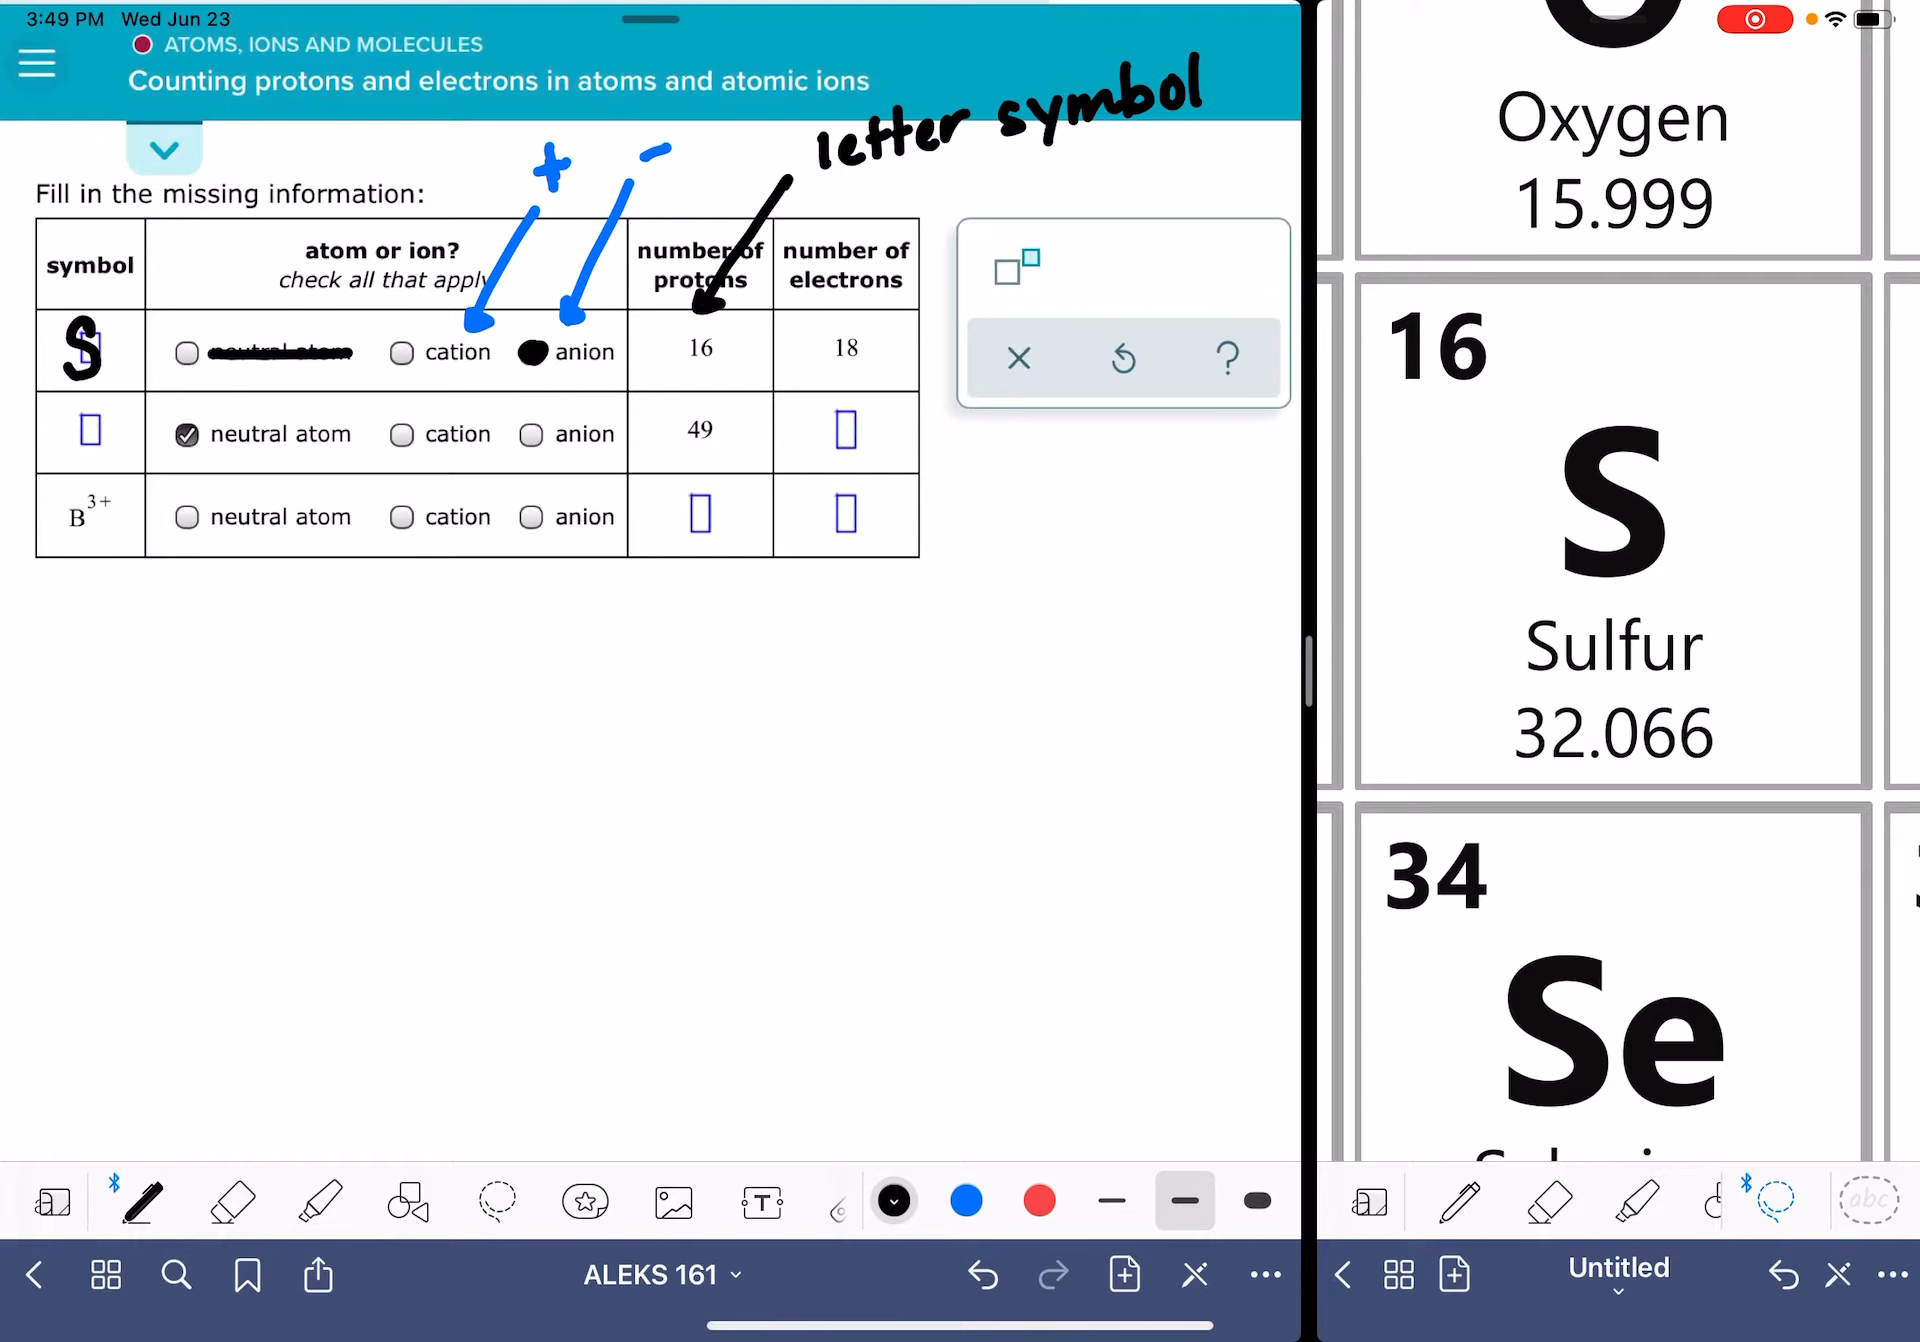 3:49 PM Wed Jun 23
ATOMS, IONS AND MOLECULES
Counting protons and electrons in atoms and atomic ions
letter symbol
+ -
Fill in the missing information:
symbol
atom or ion?
check all that apply
number of
protons
number of
electrons
S
neutral atom
cation
anion
16
18
neutral atom
cation
anion
49
B3+
neutral atom
cation
anion
?
ALEKS 161
Oxygen
15.999
16
S
Sulfur
32.066
34
Se
abc
Untitled